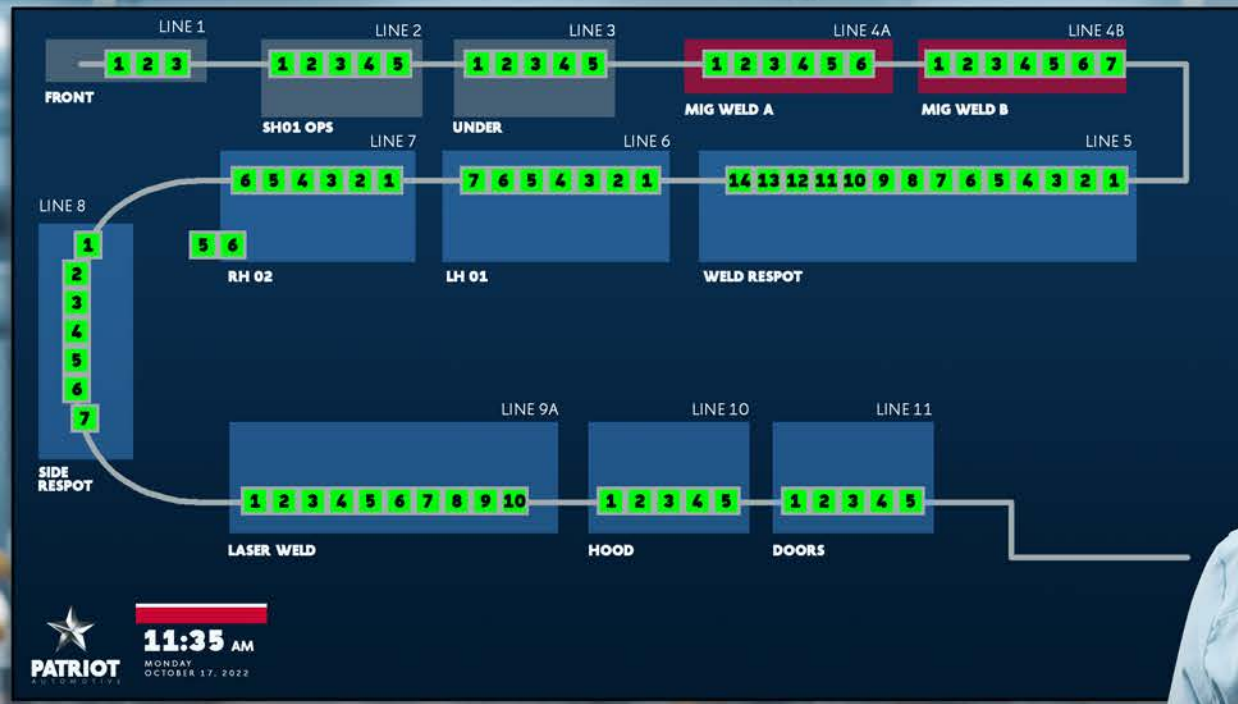 LINE 1
1 2 3
FRONT
LINE 2
1 2 3 4 5
SH01 OPS
LINE 3
1 2 3 4 5
UNDER
LINE 4A
1 2 3 4 5 6
MIG WELD A
LINE 4B
1 2 3 4 5 6 7
MIG WELD B
LINE 7
6 5 4 3 2 1
5 6
RH 02
LINE 6
7 6 5 4 3 2 1
LH 01
LINE 5
14 13 12 11 10 9 8 7 6 5 4 3 2 1
WELD RESPOT
LINE 8
1
2
3
4
5
6
7
SIDE
RESPOT
LINE 9A
1 2 3 4 5 6 7 8 9 10
LASER WELD
LINE 10
1 2 3 4 5
HOOD
LINE 11
1 2 3 4 5
DOORS
PATRIOT
AUTOMOTIVE
11:35 AM
MONDAY
OCTOBER 17, 2022